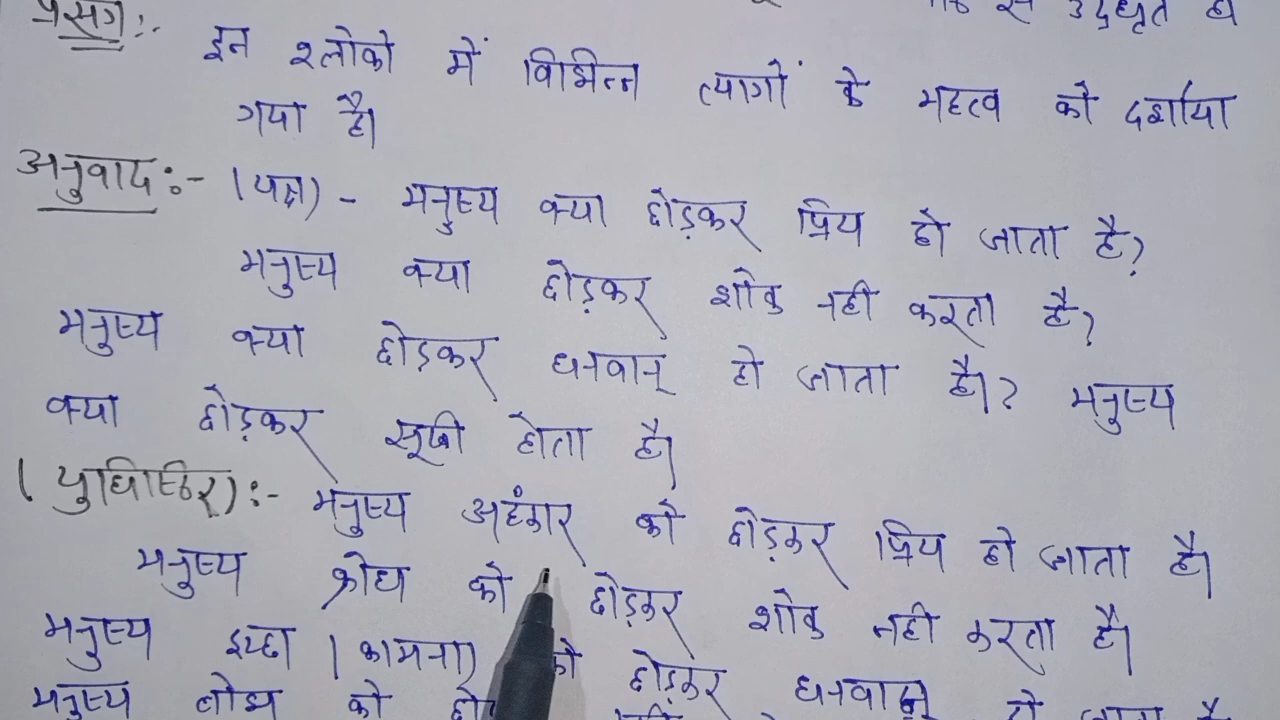 प्रसंग:- से उद्धृत है
इन श्लोको में विभिन्न त्यागों के महत्व को दर्शाया
गया है।
अनुवाद:- (यक्ष) - मनुष्य क्या छोड़कर प्रिय हो जाता है?
मनुष्य क्या छोड़कर शोक नही करता है?
मनुष्य क्या छोड़कर धनवान् हो जाता है।? मनुष्य
क्या छोड़कर सूखी होता है।
(युधिष्ठिर):- मनुष्य अहंकार को छोड़कर प्रिय हो जाता है।
मनुष्य क्रोध को छोड़कर शोक नही करता है।
मनुष्य इच्छा (कामना) को छोड़कर धनवान्
मनुष्य लोभ को